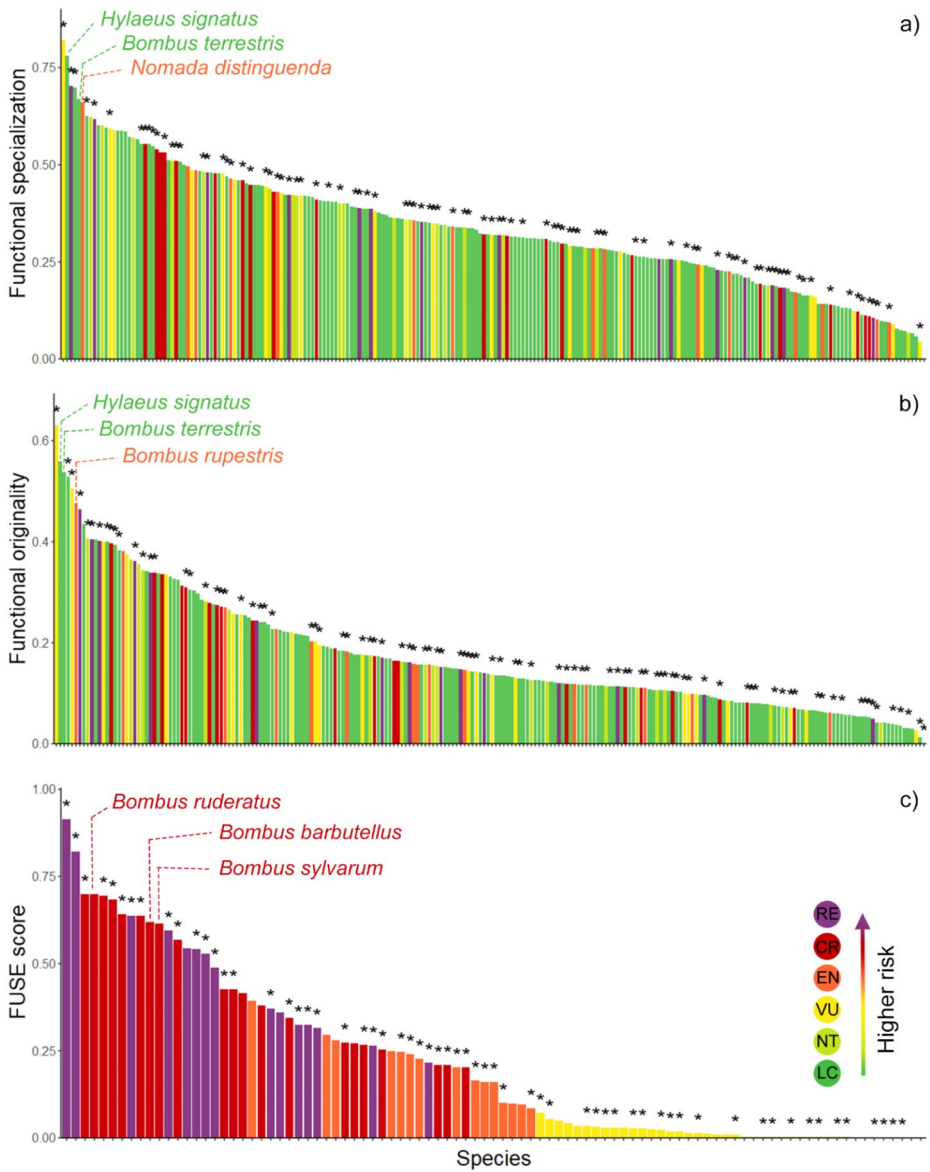 a)
Hylaeus signatus
Bombus terrestris
Nomada distinguenda
Functional specialization
0.75
0.50
0.25
0.00
b)
Hylaeus signatus
Bombus terrestris
Bombus rupestris
Functional originality
0.6
0.4
0.2
0.0
c)
Bombus ruderatus
Bombus barbutellus
Bombus sylvarum
FUSE score
1.00
0.75
0.50
0.25
0.00
RE
CR
EN
VU
NT
LC
Higher risk
Species